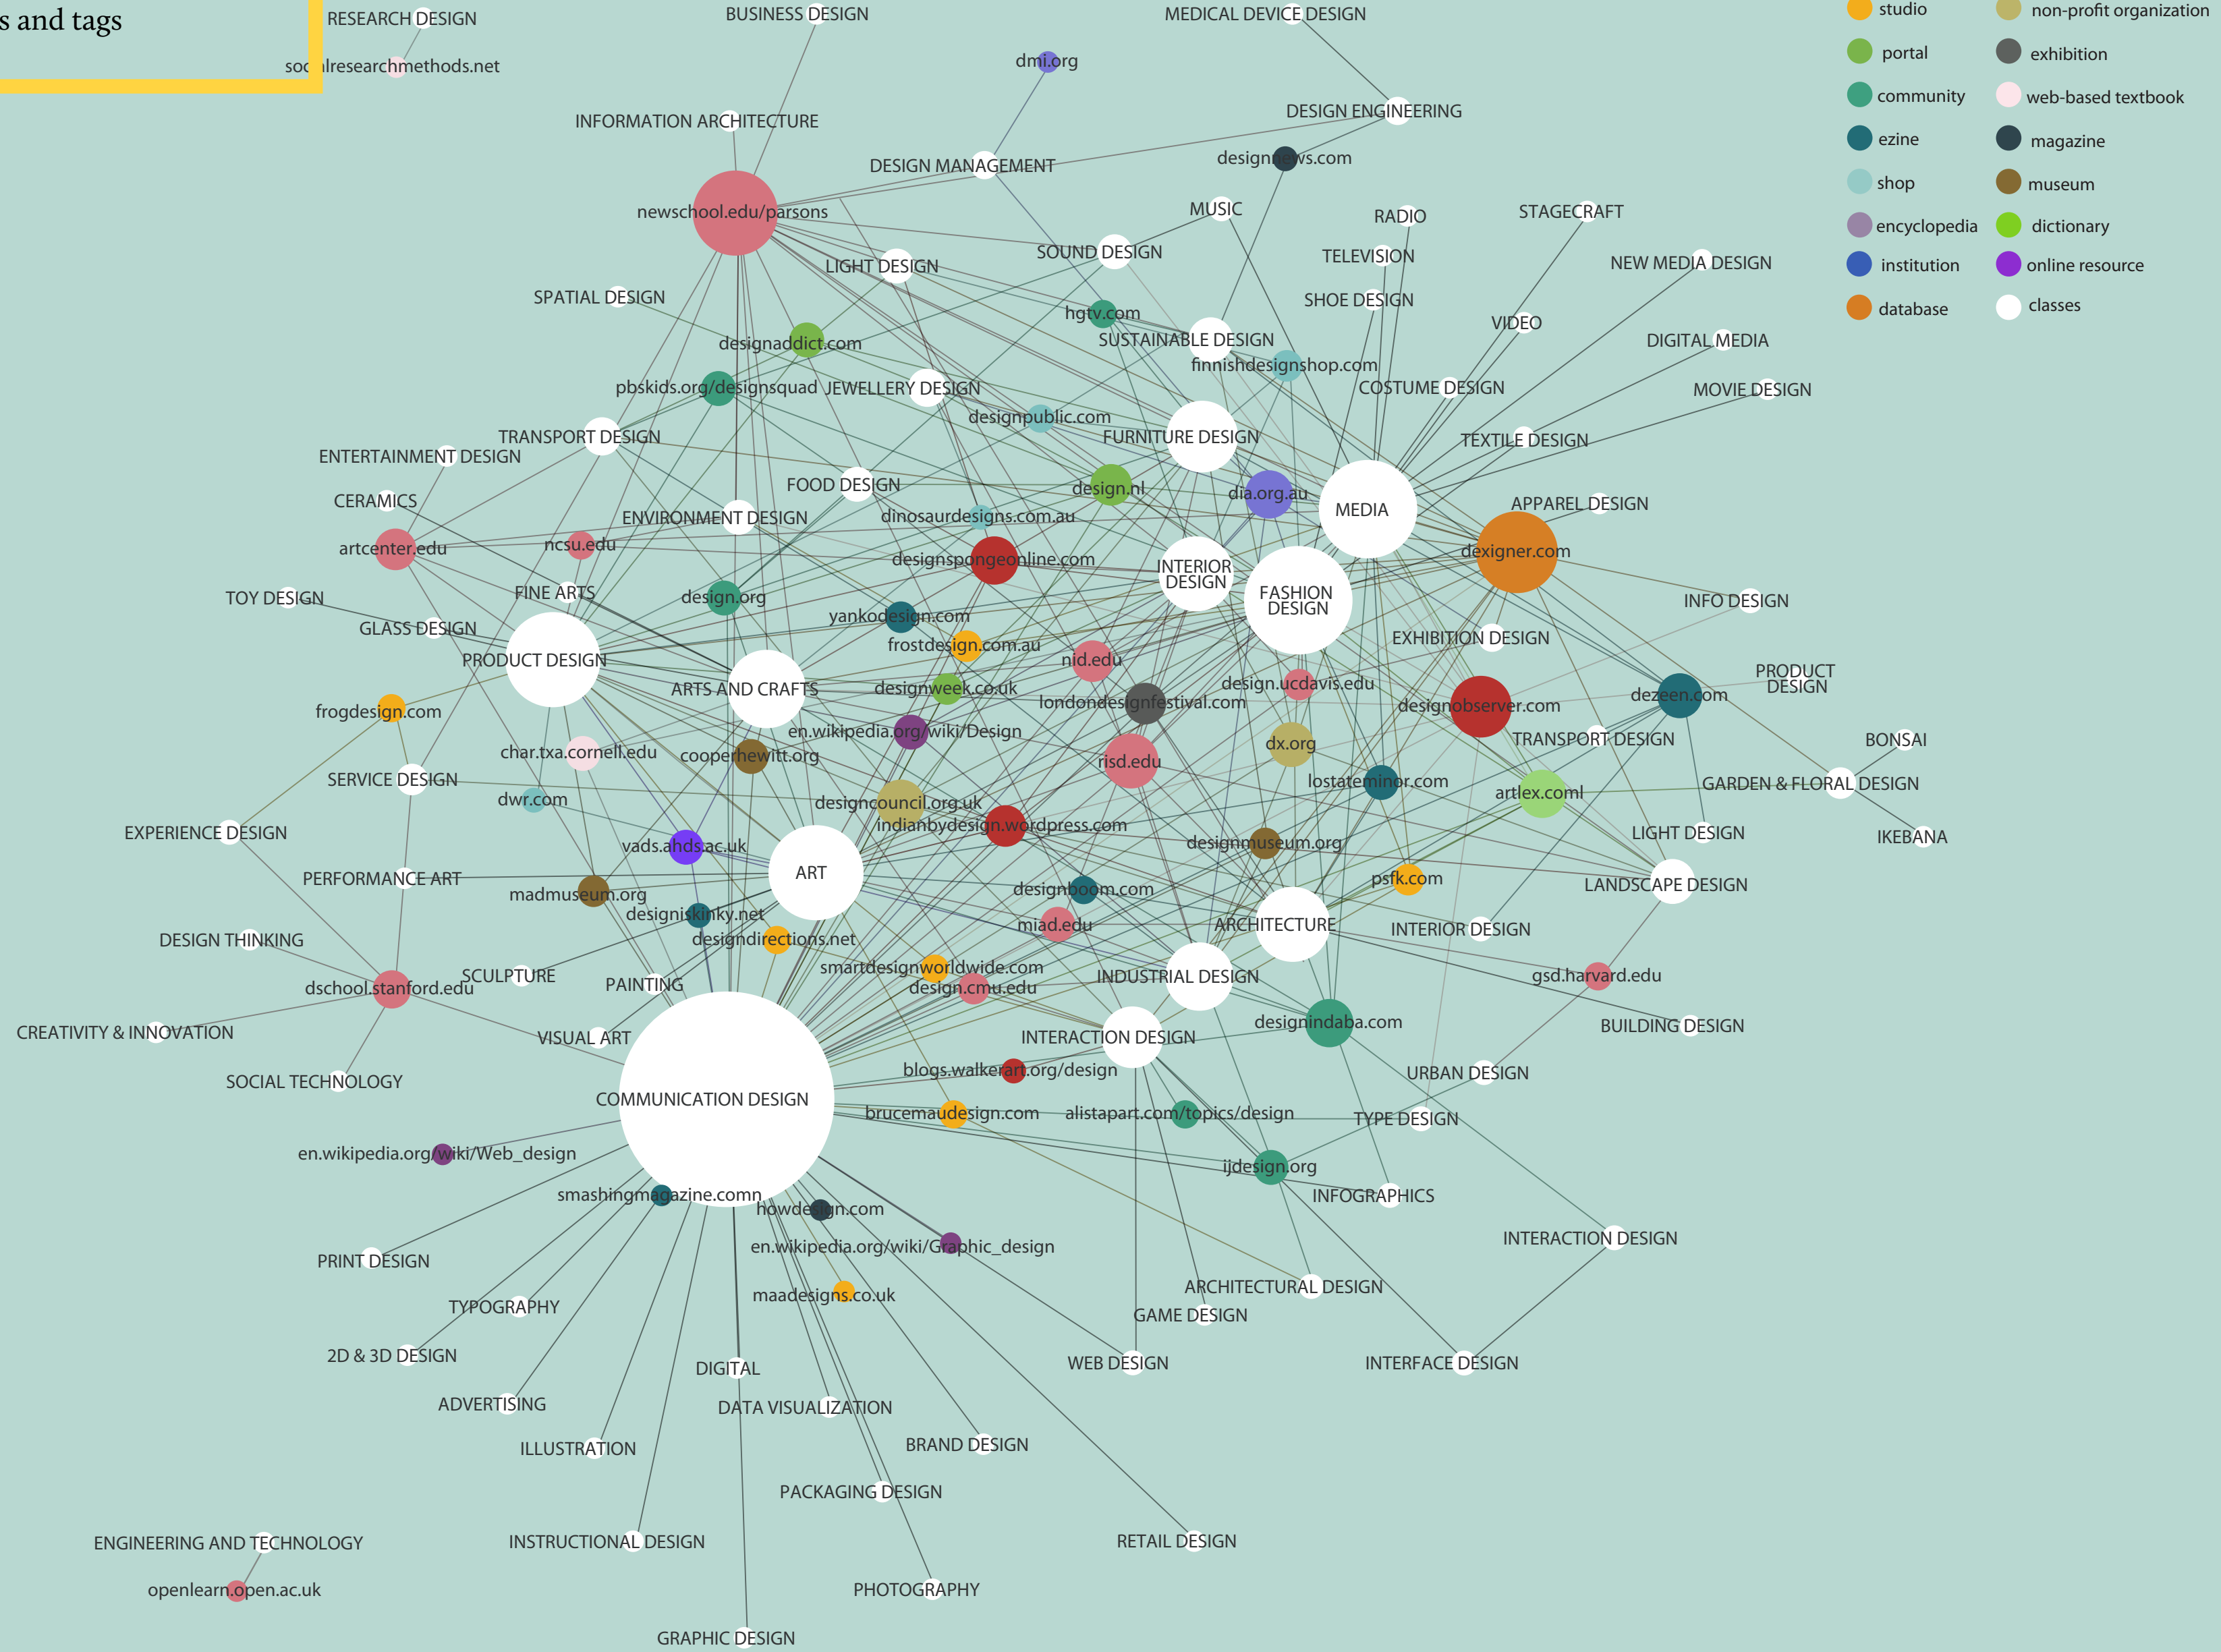 s and tags
RESEARCH DESIGN
socialresearchmethods.net
BUSINESS DESIGN
MEDICAL DEVICE DESIGN
dmi.org
INFORMATION ARCHITECTURE
DESIGN ENGINEERING
DESIGN MANAGEMENT
designnews.com
newschool.edu/parsons
MUSIC
RADIO
STAGECRAFT
SOUND DESIGN
TELEVISION
LIGHT DESIGN
NEW MEDIA DESIGN
SPATIAL DESIGN
SHOE DESIGN
hgtv.com
VIDEO
SUSTAINABLE DESIGN
DIGITAL MEDIA
designaddict.com
finnishdesignshop.com
pbskids.org/designsquad
JEWELLERY DESIGN
COSTUME DESIGN
MOVIE DESIGN
designpublic.com
TRANSPORT DESIGN
FURNITURE DESIGN
TEXTILE DESIGN
ENTERTAINMENT DESIGN
FOOD DESIGN
design.nl
dia.org.au
CERAMICS
APPAREL DESIGN
MEDIA
ENVIRONMENT DESIGN
dinosaurdesigns.com.au
artcenter.edu
ncsu.edu
dexigner.com
designspongeonline.com
INTERIOR
DESIGN
FINE ARTS
TOY DESIGN
design.org
FASHION
DESIGN
INFO DESIGN
yankodesign.com
GLASS DESIGN
EXHIBITION DESIGN
frostdesign.com.au
PRODUCT DESIGN
nid.edu
PRODUCT
DESIGN
ARTS AND CRAFTS
designweek.co.uk
design.ucdavis.edu
dezeen.com
londondesignfestival.com
designobserver.com
frogdesign.com
en.wikipedia.org/wiki/Design
TRANSPORT DESIGN
BONSAI
char.txa.cornell.edu
cooperhewitt.org
dx.org
risd.edu
SERVICE DESIGN
lostateminor.com
GARDEN & FLORAL DESIGN
dwr.com
designcouncil.org.uk
artlex.coml
indianbydesign.wordpress.com
EXPERIENCE DESIGN
LIGHT DESIGN
IKEBANA
vads.ahds.ac.uk
designmuseum.org
ART
PERFORMANCE ART
psfk.com
LANDSCAPE DESIGN
madmuseum.org
designboom.com
designiskinky.net
miad.edu
ARCHITECTURE
INTERIOR DESIGN
DESIGN THINKING
designdirections.net
smartdesignworldwide.com
SCULPTURE
INDUSTRIAL DESIGN
gsd.harvard.edu
dschool.stanford.edu
PAINTING
design.cmu.edu
designindaba.com
BUILDING DESIGN
CREATIVITY & INNOVATION
VISUAL ART
INTERACTION DESIGN
blogs.walkerart.org/design
URBAN DESIGN
SOCIAL TECHNOLOGY
COMMUNICATION DESIGN
brucemaudesign.com
alistapart.com/topics/design
TYPE DESIGN
en.wikipedia.org/wiki/Web_design
ijdesign.org
smashingmagazine.comn
INFOGRAPHICS
howdesign.com
INTERACTION DESIGN
en.wikipedia.org/wiki/Graphic_design
PRINT DESIGN
ARCHITECTURAL DESIGN
maadesigns.co.uk
TYPOGRAPHY
GAME DESIGN
2D & 3D DESIGN
DIGITAL
WEB DESIGN
INTERFACE DESIGN
ADVERTISING
DATA VISUALIZATION
ILLUSTRATION
BRAND DESIGN
PACKAGING DESIGN
ENGINEERING AND TECHNOLOGY
INSTRUCTIONAL DESIGN
RETAIL DESIGN
openlearn.open.ac.uk
PHOTOGRAPHY
GRAPHIC DESIGN
studio
portal
community
ezine
shop
encyclopedia
institution
database
non-profit organization
exhibition
web-based textbook
magazine
museum
dictionary
online resource
classes